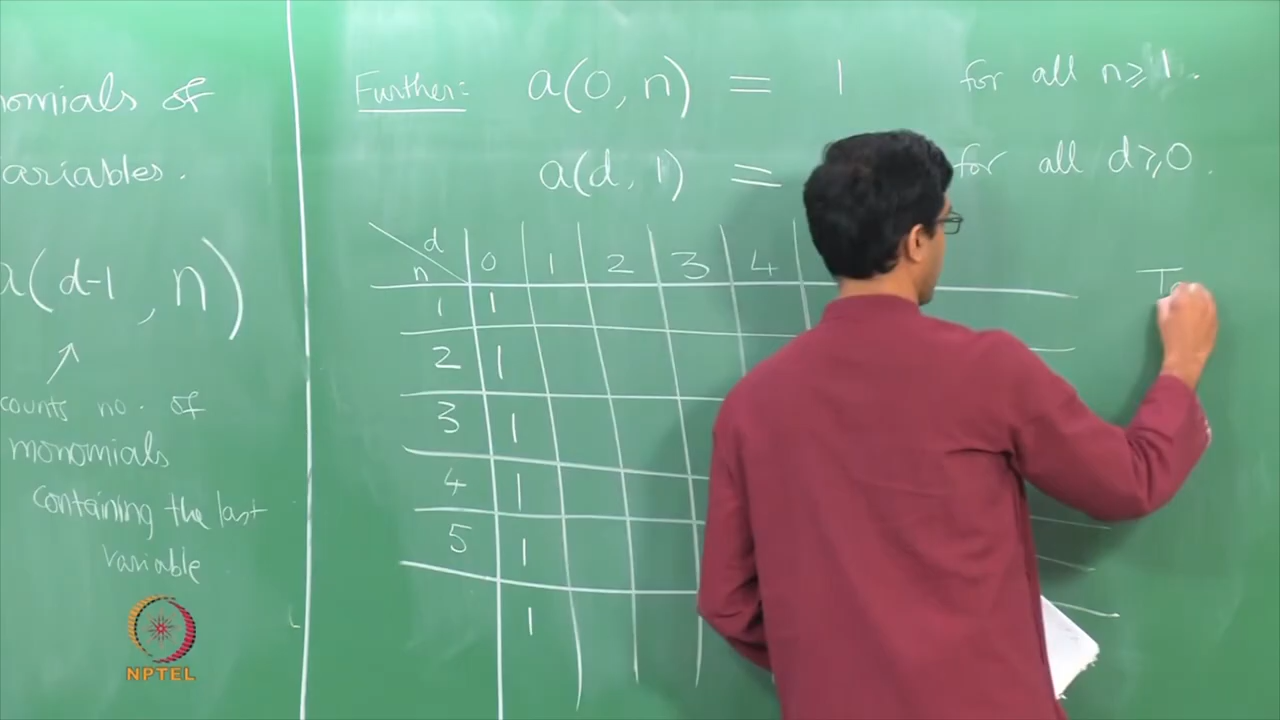 nomials of
ariables.
a(d-1, n)
↗
counts no. of
monomials
containing the last
variable
NPTEL
Further: a(0, n) = 1 for all n ≥ 1.
a(d, 1) = for all d ≥ 0.
d
n 0 1 2 3 4
1 1
2 1
3 1
4 1
5 1
1